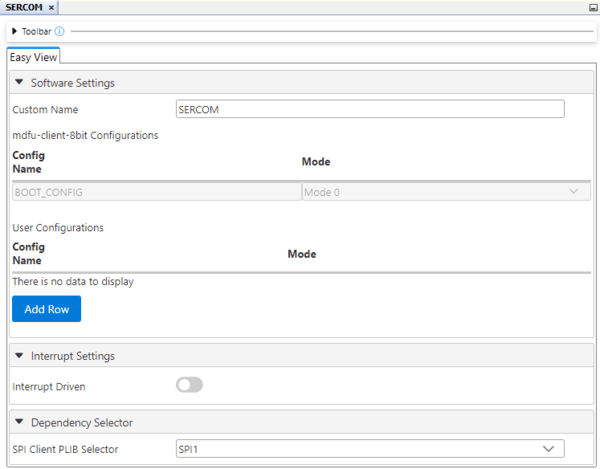 SERCOM
Toolbar
Easy View
Software Settings
Custom Name SERCOM
mdfu-client-8bit Configurations
Config
Name Mode
BOOT_CONFIG Mode 0
User Configurations
Config
Name Mode
There is no data to display
Add Row
Interrupt Settings
Interrupt Driven
Dependency Selector
SPI Client PLIB Selector SPI1